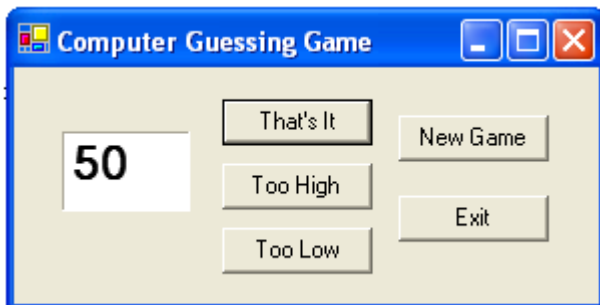 Computer Guessing Game
50
That's It
Too High
Too Low
New Game
Exit